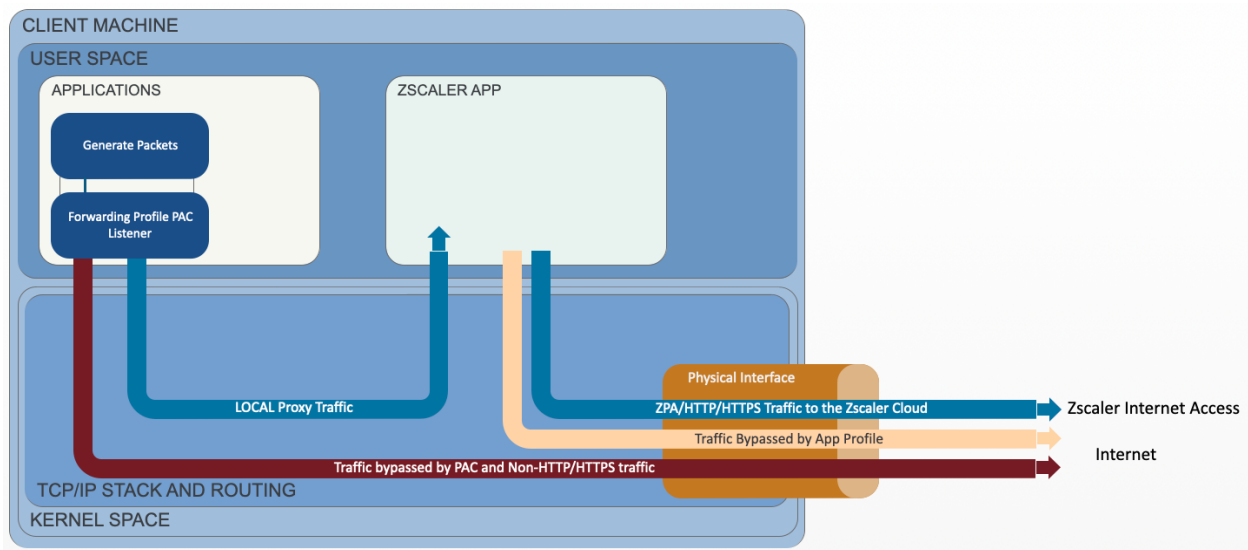 CLIENT MACHINE
USER SPACE
APPLICATIONS
ZSCALER APP
Generate Packets
Forwarding Profile PAC
Listener
Physical Interface
LOCAL Proxy Traffic
ZPA/HTTP/HTTPS Traffic to the Zscaler Cloud
Zscaler Internet Access
Traffic Bypassed by App Profile
Internet
Traffic bypassed by PAC and Non-HTTP/HTTPS traffic
TCP/IP STACK AND ROUTING
KERNEL SPACE